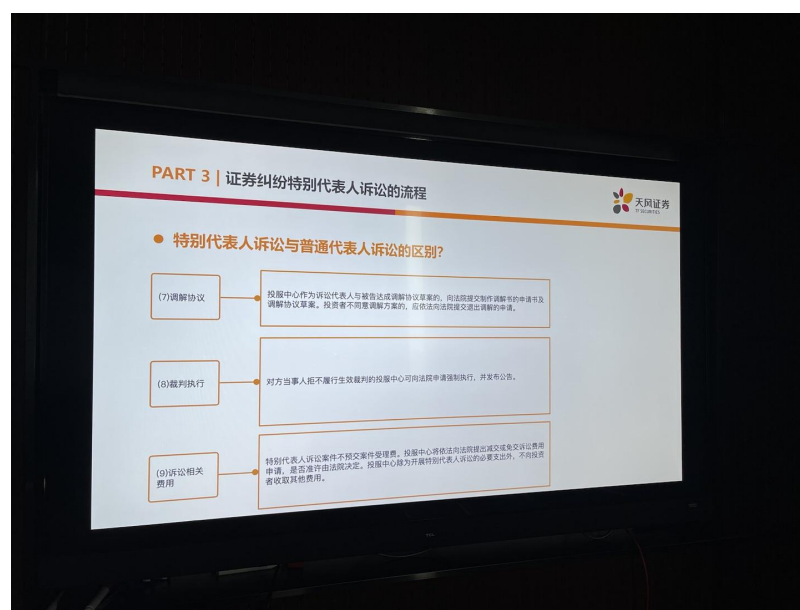 PART 3 | 证券纠纷特别代表人诉讼的流程
天风证券
TF SECURITIES
● 特别代表人诉讼与普通代表人诉讼的区别?
(7)调解协议
投服中心作为诉讼代表人与被告达成调解协议草案的，向法院提交制作调解书的申请书及
调解协议草案。投资者不同意调解方案的，应依法向法院提交退出调解的申请。
(8)裁判执行
对方当事人拒不履行生效裁判的投服中心可向法院申请强制执行，并发布公告。
(9)诉讼相关
费用
特别代表人诉讼案件不预交案件受理费。投服中心将依法向法院提出减交或免交诉讼费用
申请，是否准许由法院决定。投服中心除为开展特别代表人诉讼的必要支出外，不向投资
者收取其他费用。